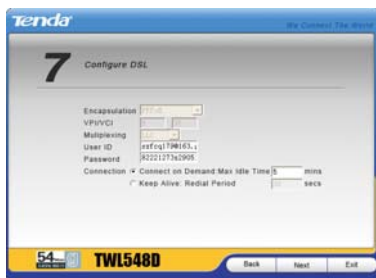 Tenda
We Connect The World
7 Configure DSL
Encapsulation
VPI/VCI
Muliplexing
User ID
Password
Connection Connect on Demand:Max Idle Time 5 mins
Keep Alive: Redial Period secs
54
TWL548D
Back Next Exit